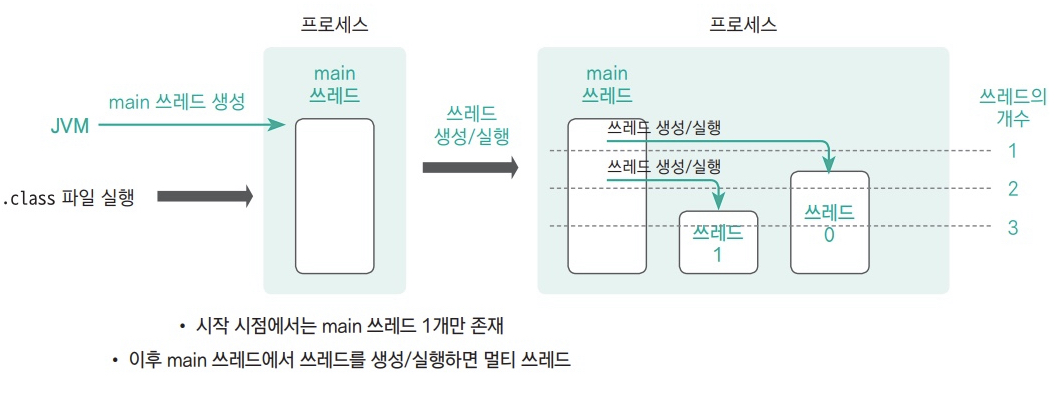 프로세스
main
쓰레드
main 쓰레드 생성
JVM
.class 파일 실행
쓰레드
생성/실행
프로세스
main
쓰레드
쓰레드 생성/실행
쓰레드 생성/실행
쓰레드
1
쓰레드
0
쓰레드의
개수
1
2
3
• 시작 시점에서는 main 쓰레드 1개만 존재
• 이후 main 쓰레드에서 쓰레드를 생성/실행하면 멀티 쓰레드